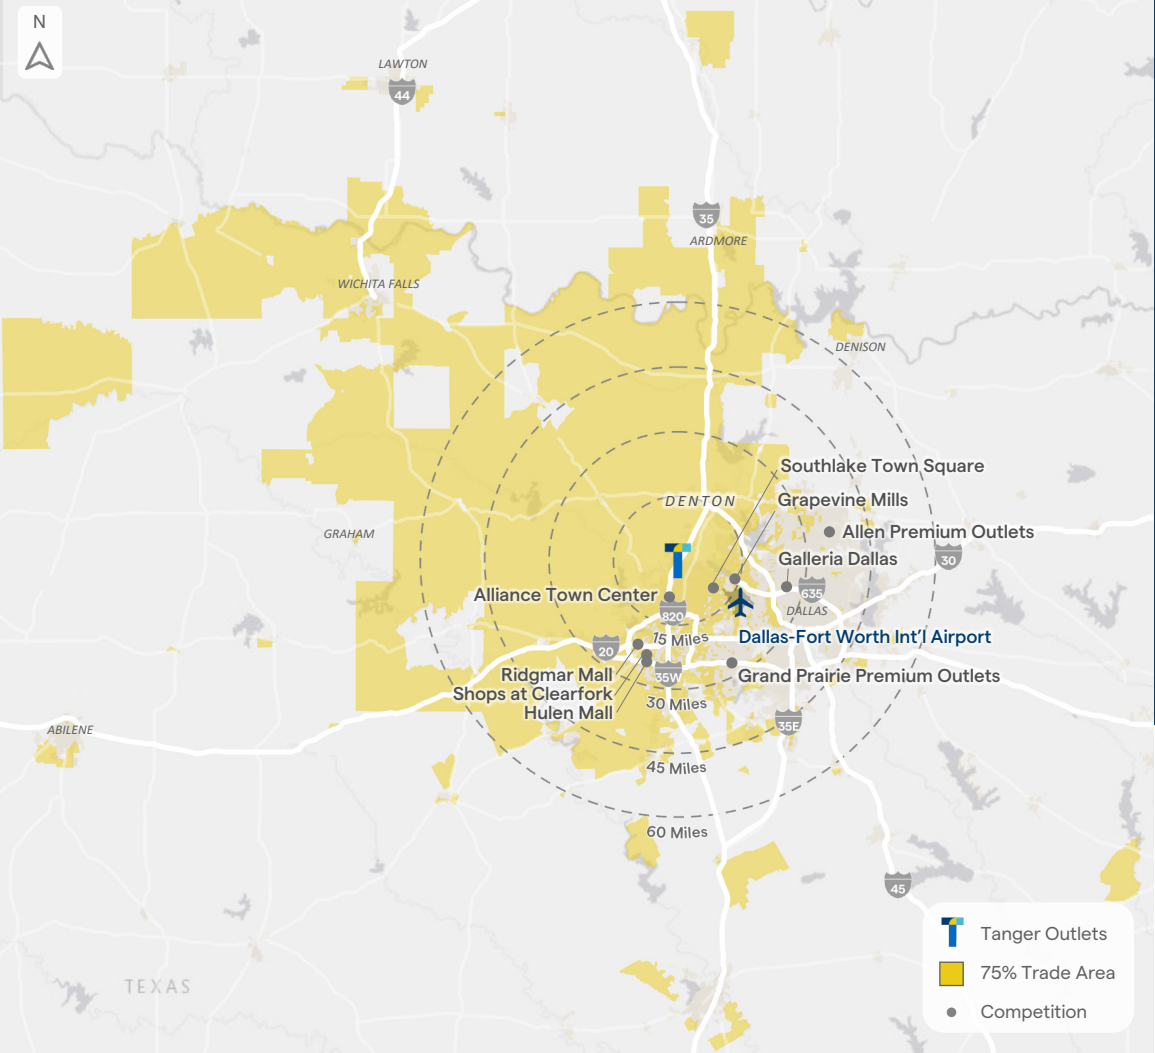 N
LAWTON
44
35
ARDMORE
WICHITA FALLS
DENISON
Southlake Town Square
DENTON
Grapevine Mills
GRAHAM
Allen Premium Outlets
30
Galleria Dallas
635
Alliance Town Center
820
DALLAS
15 Miles
Dallas-Fort Worth Int’l Airport
20
35W
Ridgmar Mall
Grand Prairie Premium Outlets
Shops at Clearfork
30 Miles
Hulen Mall
35E
ABILENE
45 Miles
60 Miles
45
Tanger Outlets
75% Trade Area
TEXAS
Competition